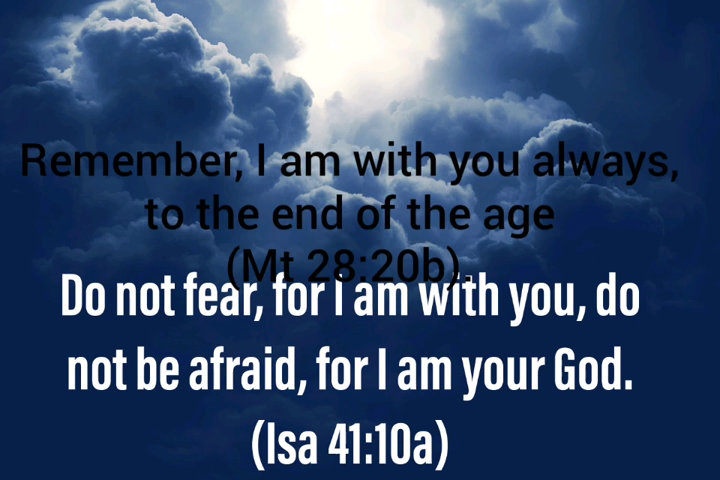 Remember, I am with you always,
to the end of the age
(Mt 28:20b).
Do not fear, for I am with you, do
not be afraid, for I am your God.
(Isa 41:10a)